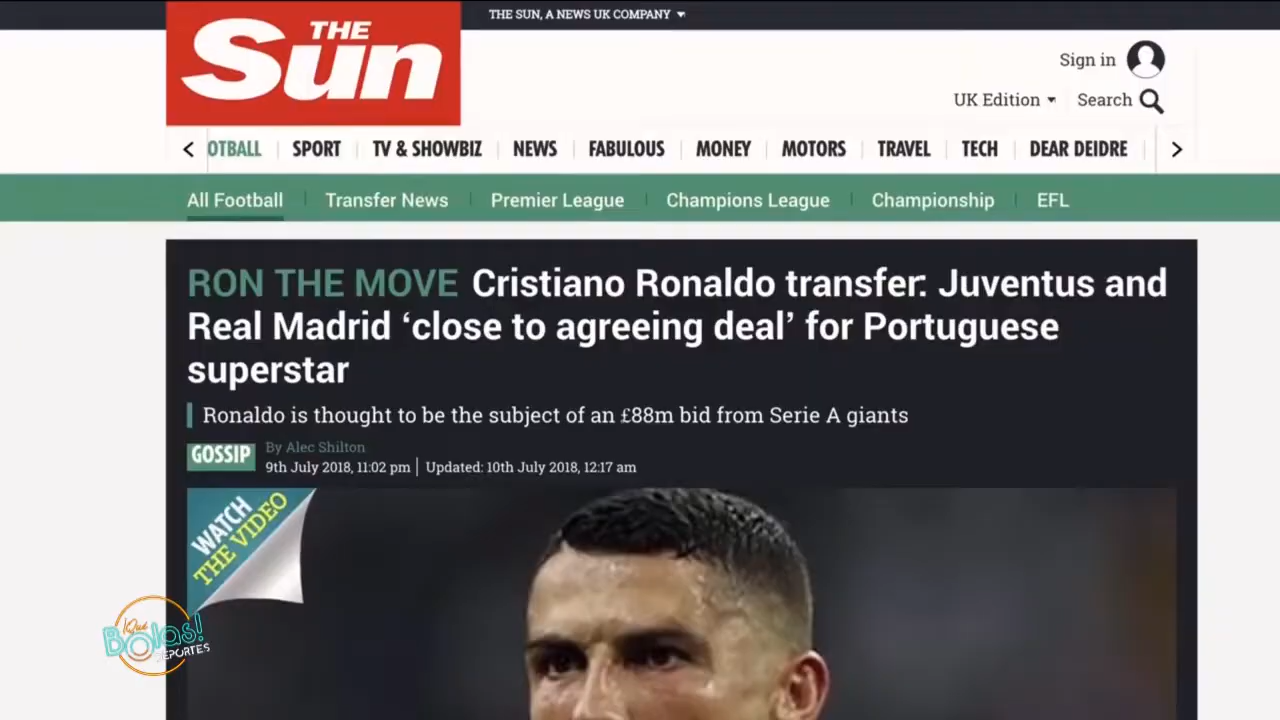 THE SUN, A NEWS UK COMPANY
THE
Sun
Sign in
UK Edition
Search
OTBALL
SPORT
TV & SHOWBIZ
NEWS
FABULOUS
MONEY
MOTORS
TRAVEL
TECH
DEAR DEIDRE
All Football
Transfer News
Premier League
Champions League
Championship
EFL
RON THE MOVE Cristiano Ronaldo transfer: Juventus and
Real Madrid ‘close to agreeing deal’ for Portuguese
superstar
Ronaldo is thought to be the subject of an £88m bid from Serie A giants
GOSSIP
By Alec Shilton
9th July 2018, 11:02 pm | Updated: 10th July 2018, 12:17 am
WATCH
THE VIDEO
¡Qué
Bolas!
DEPORTES